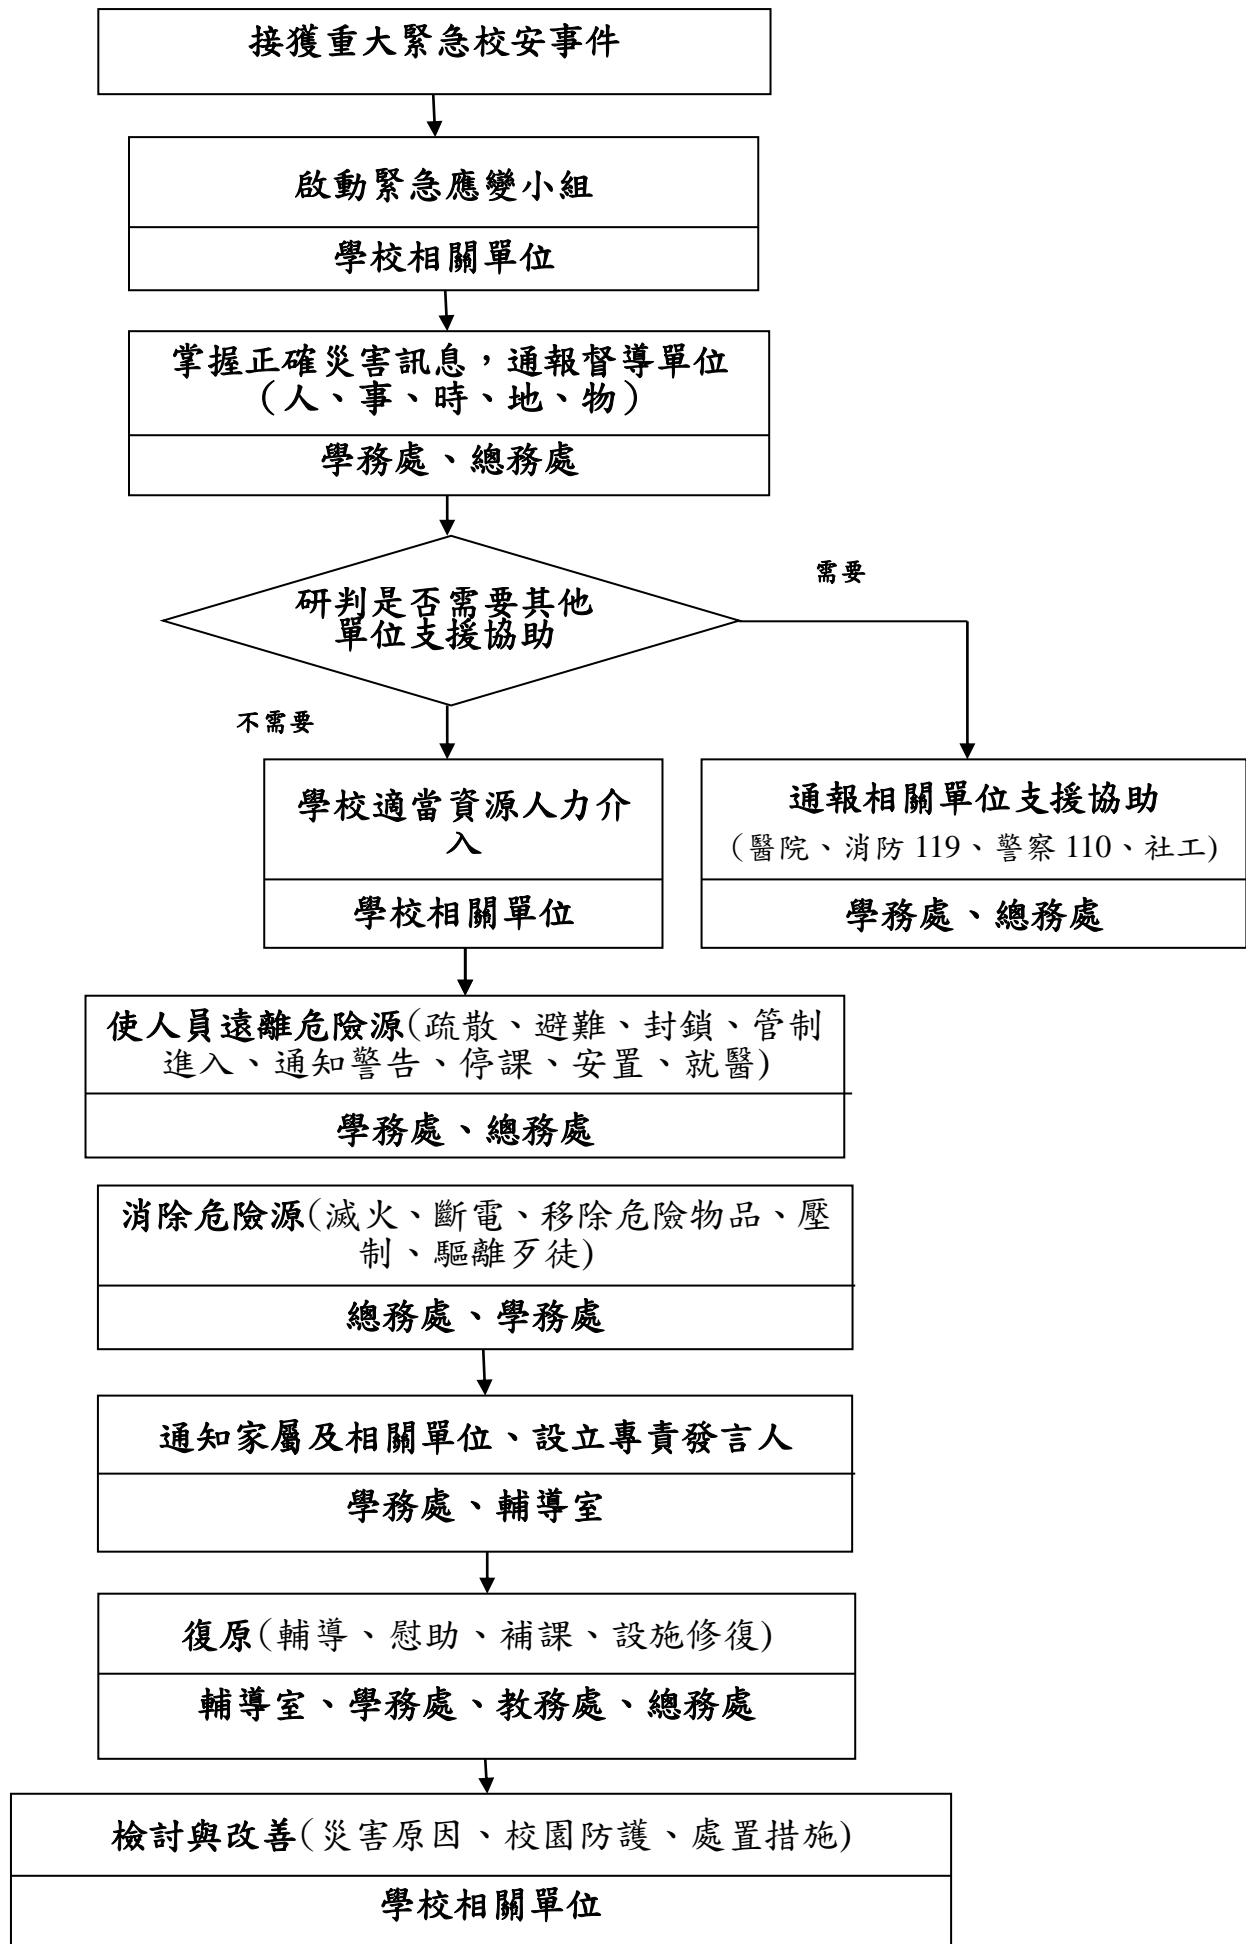 接獲重大緊急校安事件
啟動緊急應變小組
學校相關單位
掌握正確災害訊息，通報督導單位
（人、事、時、地、物）
學務處、總務處
需要
研判是否需要其他
單位支援協助
不需要
學校適當資源人力介
入
學校相關單位
通報相關單位支援協助
（醫院、消防 119、警察 110、社工)
學務處、總務處
使人員遠離危險源(疏散、避難、封鎖、管制
進入、通知警告、停課、安置、就醫)
學務處、總務處
消除危險源(滅火、斷電、移除危險物品、壓
制、驅離歹徒)
總務處、學務處
通知家屬及相關單位、設立專責發言人
學務處、輔導室
復原(輔導、慰助、補課、設施修復)
輔導室、學務處、教務處、總務處
檢討與改善(災害原因、校園防護、處置措施)
學校相關單位